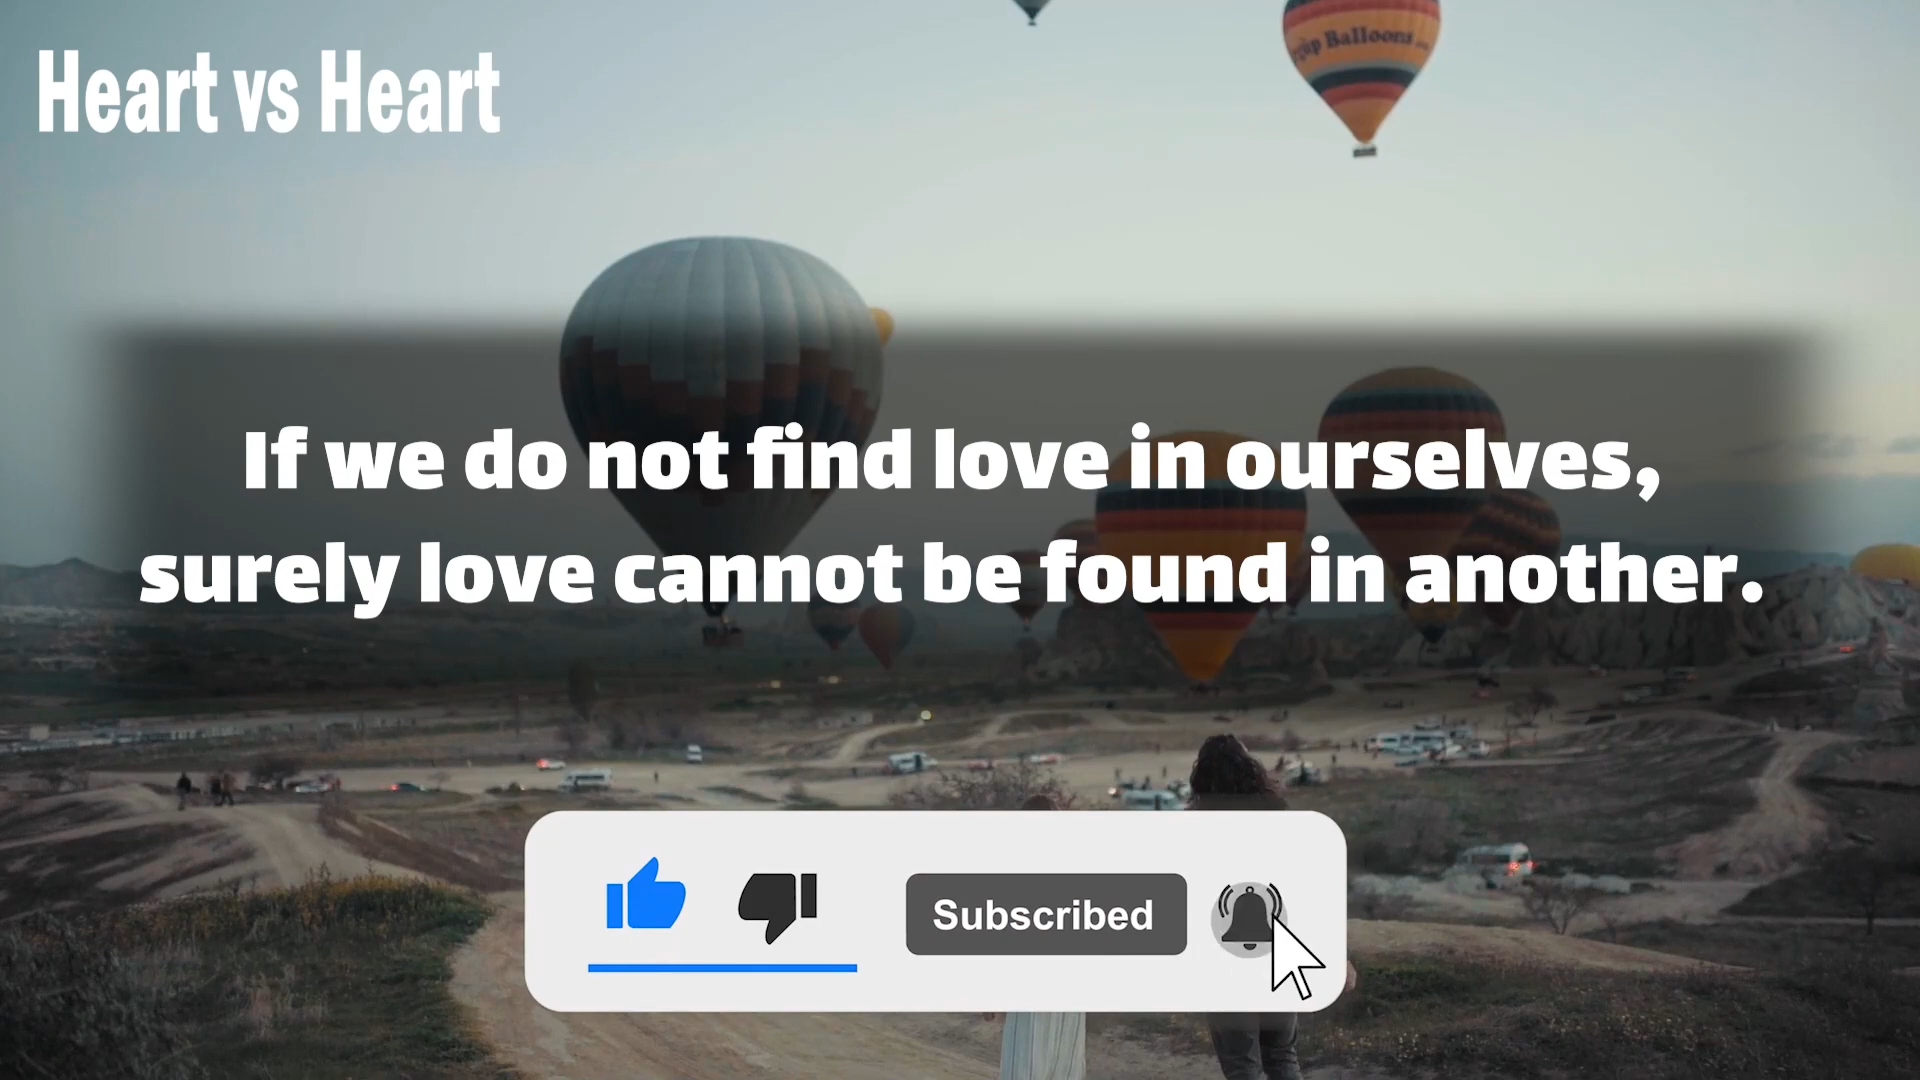 Heart vs Heart
Balloons
If we do not find love in ourselves,
surely love cannot be found in another.
Subscribed